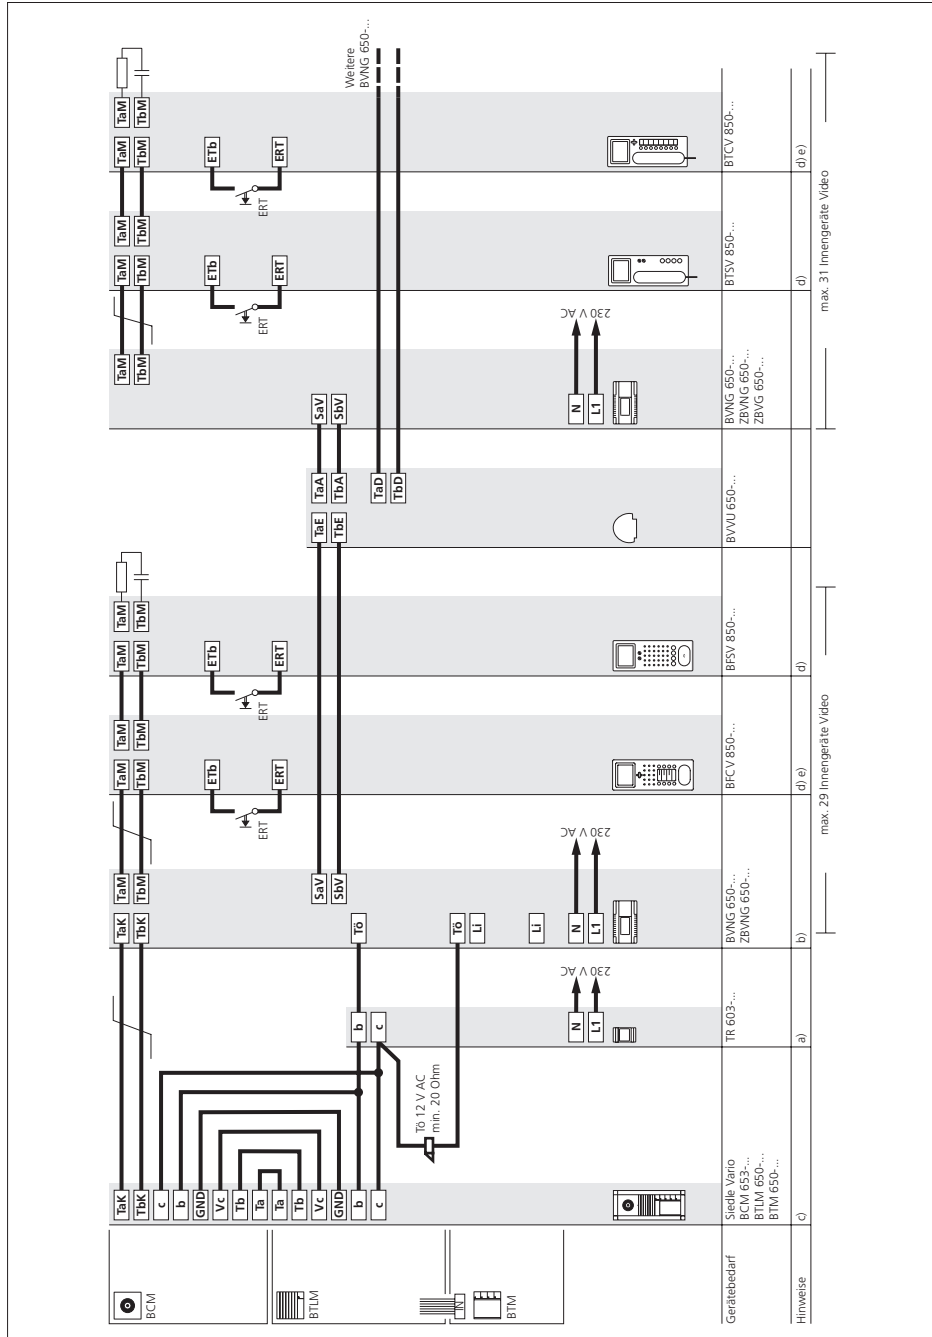 BCM
BTLM
IN
BTM
TaK
TbK
c
b
GND
Vc
Tb
Ta
Ta
Tb
Vc
GND
b
c
Tö 12 V AC
min. 20 Ohm
b
c
N
L1
230 V AC
TaK
TbK
TaM
TbM
SaV
SbV
Tö
Tö
Li
Li
N
L1
230 V AC
TaM
TbM
TaM
TbM
ETb
ERT
ERT
TaM
TbM
TaM
TbM
ETb
ERT
ERT
TaE
TbE
TaA
TbA
TaD
TbD
Weitere
BVNG 650-...
TaM
TbM
SaV
SbV
N
L1
230 V AC
TaM
TbM
TaM
TbM
ETb
ERT
ERT
TaM
TbM
TaM
TbM
ETb
ERT
ERT
Gerätebedarf
Siedle Vario
BCM 653-...
BTLM 650-...
BTM 650-...
TR 603-...
BVNG 650-...
ZBVNG 650-...
BFCV 850-...
BFSV 850-...
BVVU 650-...
BVNG 650-...
ZBVNG 650-...
ZBVG 650-...
BTSV 850-...
BTCV 850-...
Hinweise
c)
a)
b)
d) e)
d)
d)
d) e)
max. 29 Innengeräte Video
max. 31 Innengeräte Video